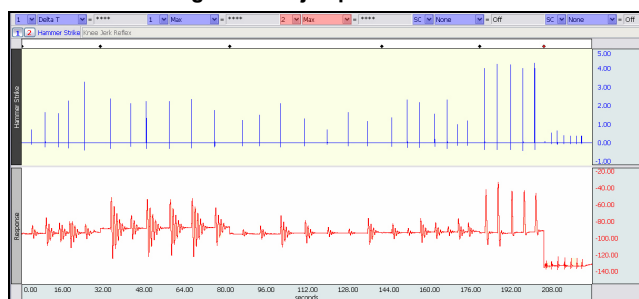 1 Delta T = **** 1 Max = **** 2 Max = **** SC None = Off SC None = Off
1 2 Hammer Strike Knee Jerk Reflex
Hammer Strike
5.00
4.00
3.00
2.00
1.00
0.00
-1.00
Response
-20.00
-40.00
-60.00
-80.00
-100.00
-120.00
-140.00
0.00 16.00 32.00 48.00 64.00 80.00 96.00 112.00 128.00 144.00 160.00 176.00 192.00 208.00
seconds